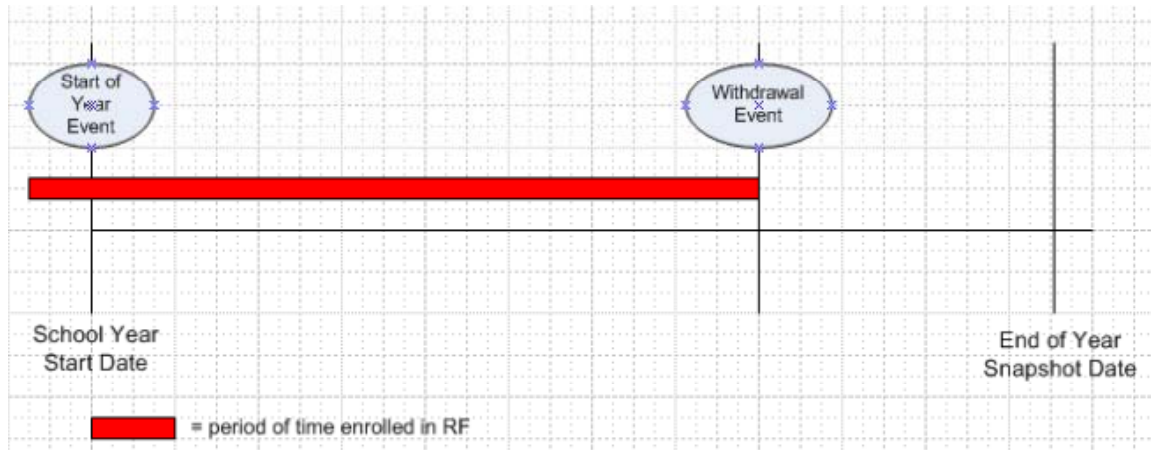 Start of
Year
Event
Withdrawal
Event
School Year
Start Date
End of Year
Snapshot Date
= period of time enrolled in RF